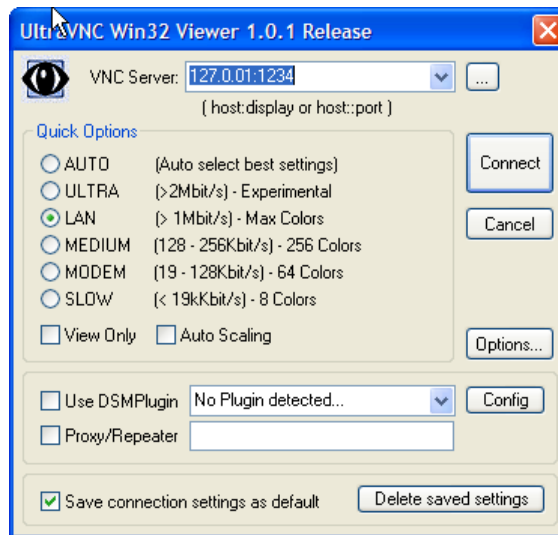 UltraVNC Win32 Viewer 1.0.1 Release
VNC Server: 127.0.01:1234 ...
( host:display or host::port )
Quick Options
AUTO (Auto select best settings)
ULTRA (>2Mbit/s) - Experimental
LAN (> 1Mbit/s) - Max Colors
MEDIUM (128 - 256Kbit/s) - 256 Colors
MODEM (19 - 128Kbit/s) - 64 Colors
SLOW (< 19kKbit/s) - 8 Colors
View Only Auto Scaling
Connect
Cancel
Options...
Use DSMPlugin No Plugin detected... Config
Proxy/Repeater
Save connection settings as default Delete saved settings